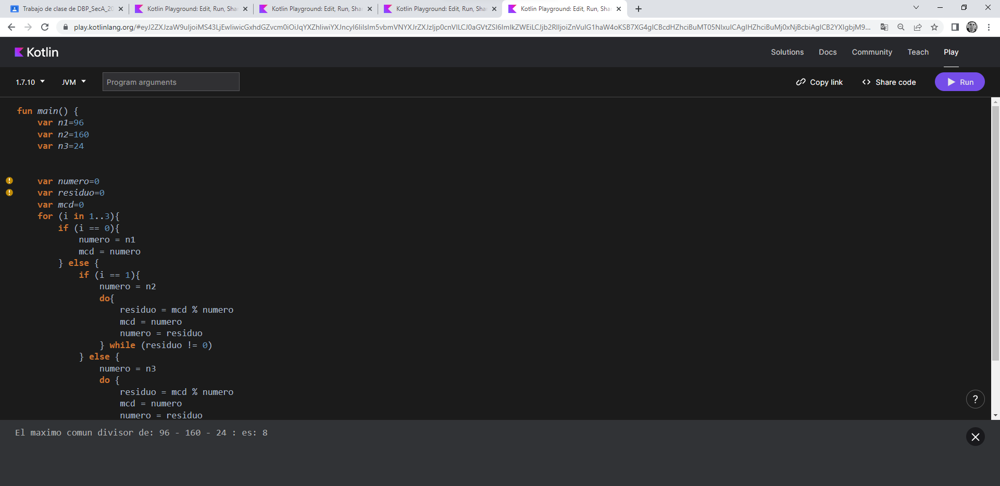 Trabajo de clase de DBP_SecA_20
Kotlin Playground: Edit, Run, Sha
Kotlin Playground: Edit, Run, Sha
Kotlin Playground: Edit, Run, Sha
Kotlin Playground: Edit, Run, Sha
Kotlin
Solutions
Docs
Community
Teach
Play
1.7.10
JVM
Program arguments
Copy link
Share code
Run
fun main() {
var n1=96
var n2=160
var n3=24
var numero=0
var residuo=0
var mcd=0
for (i in 1..3){
if (i == 0){
numero = n1
mcd = numero
} else {
if (i == 1){
numero = n2
do{
residuo = mcd % numero
mcd = numero
numero = residuo
} while (residuo != 0)
} else {
numero = n3
do {
residuo = mcd % numero
mcd = numero
numero = residuo
?
El maximo comun divisor de: 96 - 160 - 24 : es: 8